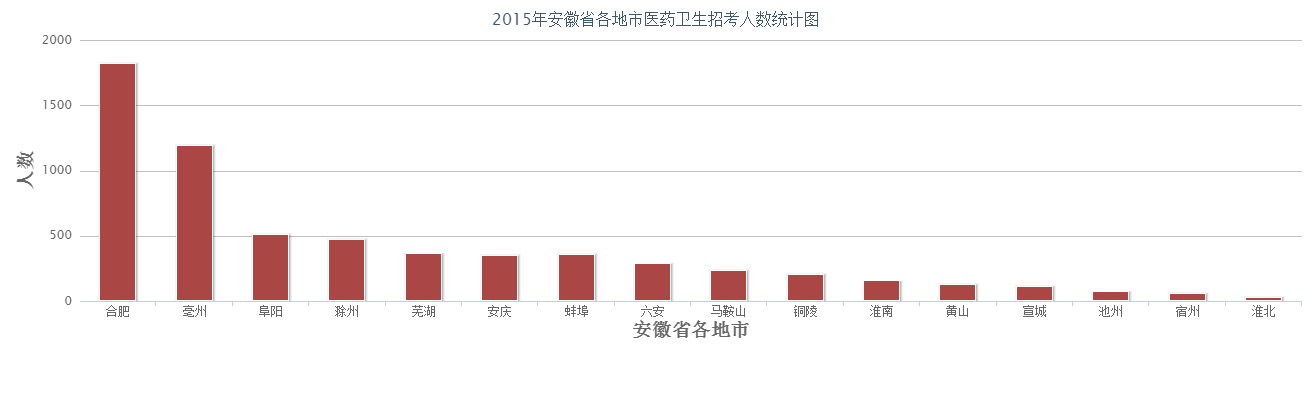 2015年安徽省各地市医药卫生招考人数统计图
2000
1500
1000
500
0
人数
合肥 亳州 阜阳 滁州 芜湖 安庆 蚌埠 六安 马鞍山 铜陵 淮南 黄山 宣城 池州 宿州 淮北
安徽省各地市